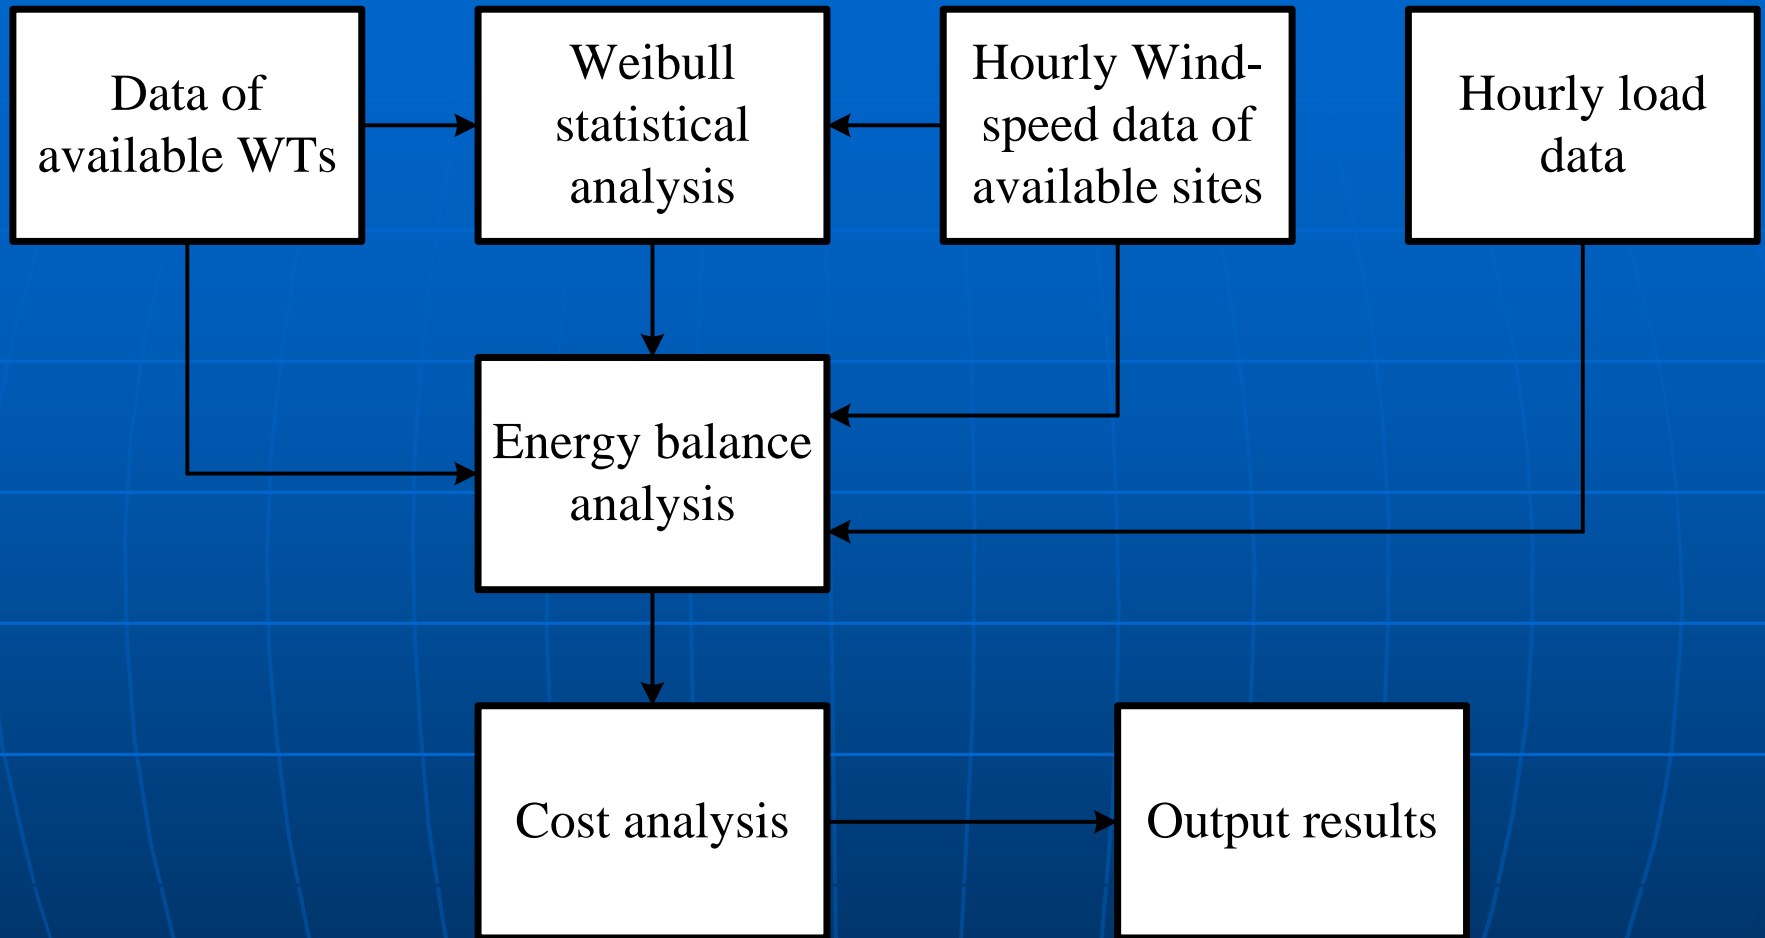 Data of
available WTs
Weibull
statistical
analysis
Hourly Wind-
speed data of
available sites
Hourly load
data
Energy balance
analysis
Cost analysis
Output results